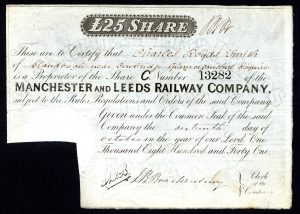 £25 SHARE
These are to Certify that Charles Royds Smith
of near
is a Proprietor of the Share C Number 13282 of the
MANCHESTER AND LEEDS RAILWAY COMPANY,
subject to the Rules, Regulations and Orders of the said Company.
Given under the Common Seal of the said
Company the sixteenth day of
October in the year of our Lord One
Thousand Eight Hundred and Forty One
Clerk
of the
Company